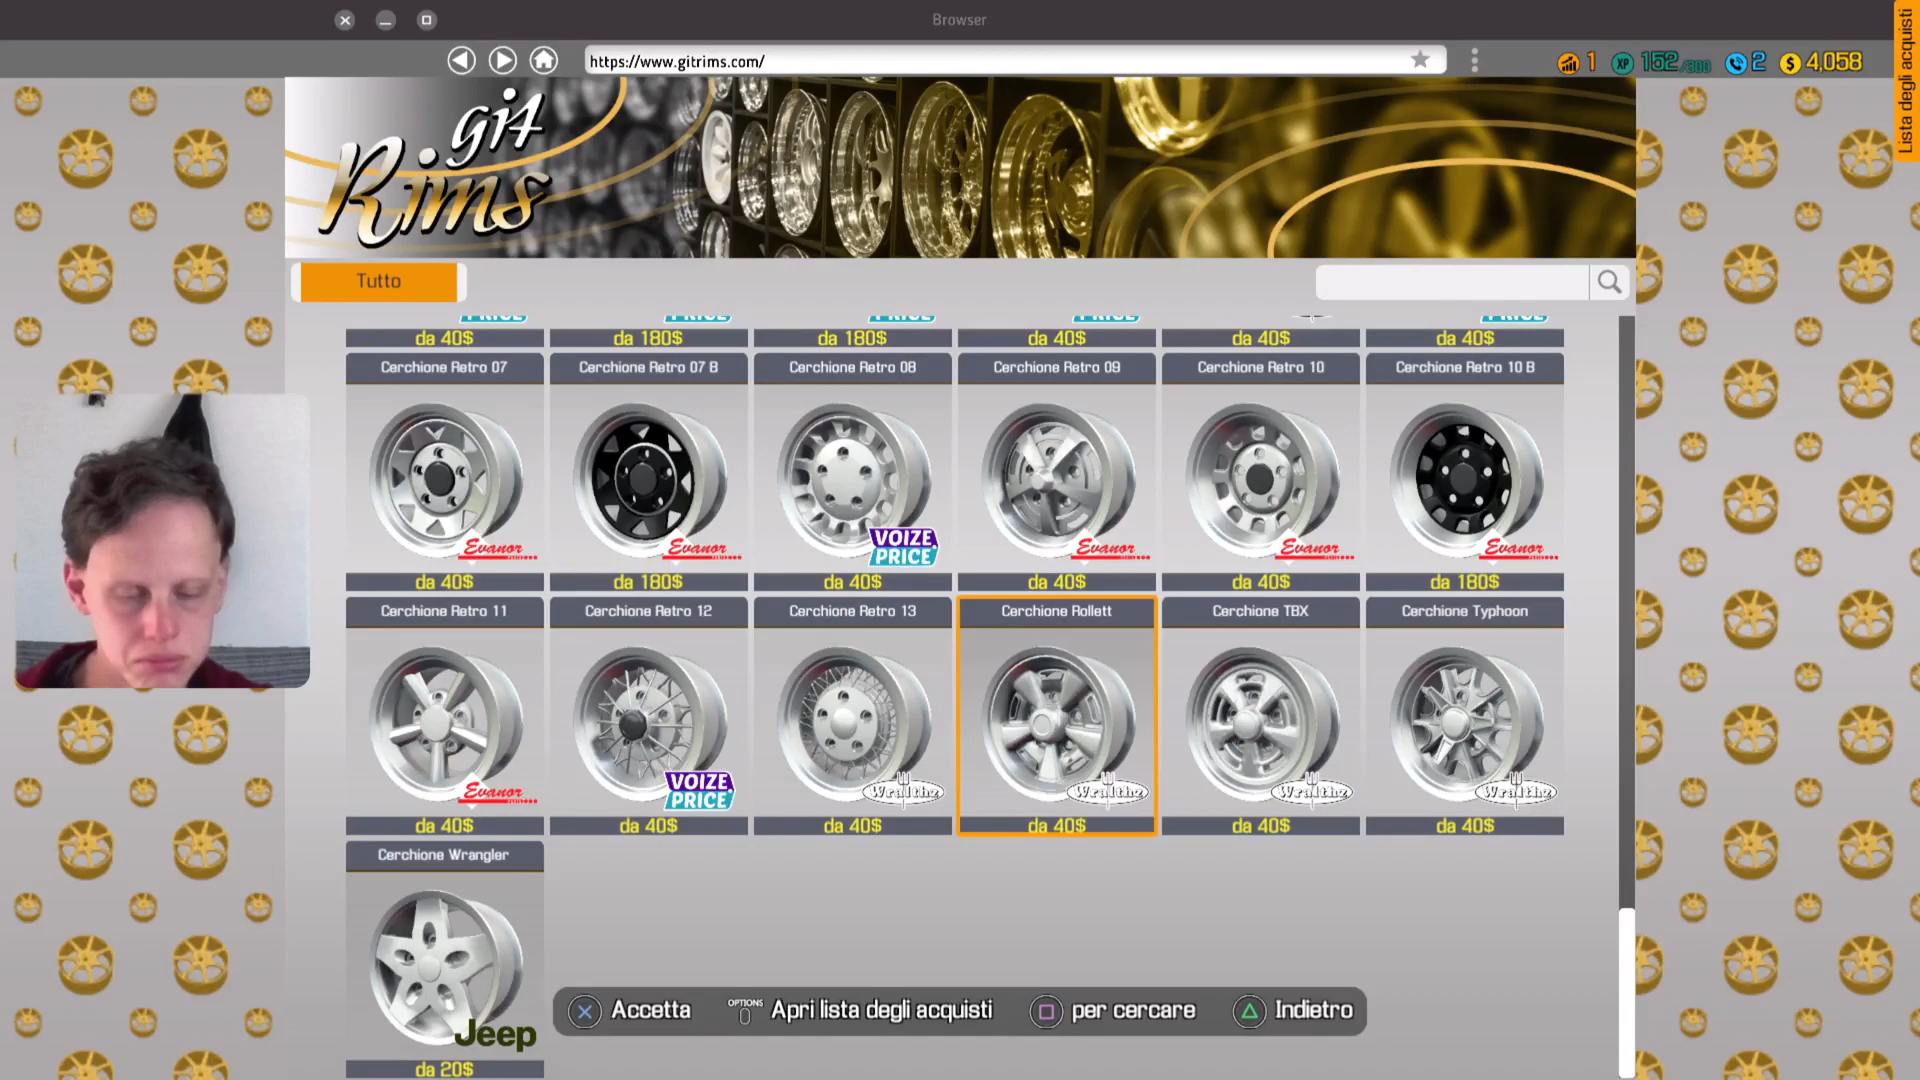 Browser
https://www.gitrims.com/
1 XP 152/300 2 $ 4,058
Lista degli acquisti
git
Rims
Tutto
PRICE PRICE PRICE PRICE PRICE
da 40$ da 180$ da 180$ da 40$ da 40$ da 40$
Cerchione Retro 07 Cerchione Retro 07 B Cerchione Retro 08 Cerchione Retro 09 Cerchione Retro 10 Cerchione Retro 10 B
Evanor Evanor VOIZE PRICE Evanor Evanor Evanor
da 40$ da 180$ da 40$ da 40$ da 40$ da 180$
Cerchione Retro 11 Cerchione Retro 12 Cerchione Retro 13 Cerchione Rollett Cerchione TBX Cerchione Typhoon
Evanor VOIZE PRICE Wralthz Wralthz Wralthz Wralthz
da 40$ da 40$ da 40$ da 40$ da 40$ da 40$
Cerchione Wrangler
Jeep
da 20$
Accetta OPTIONS Apri lista degli acquisti per cercare Indietro